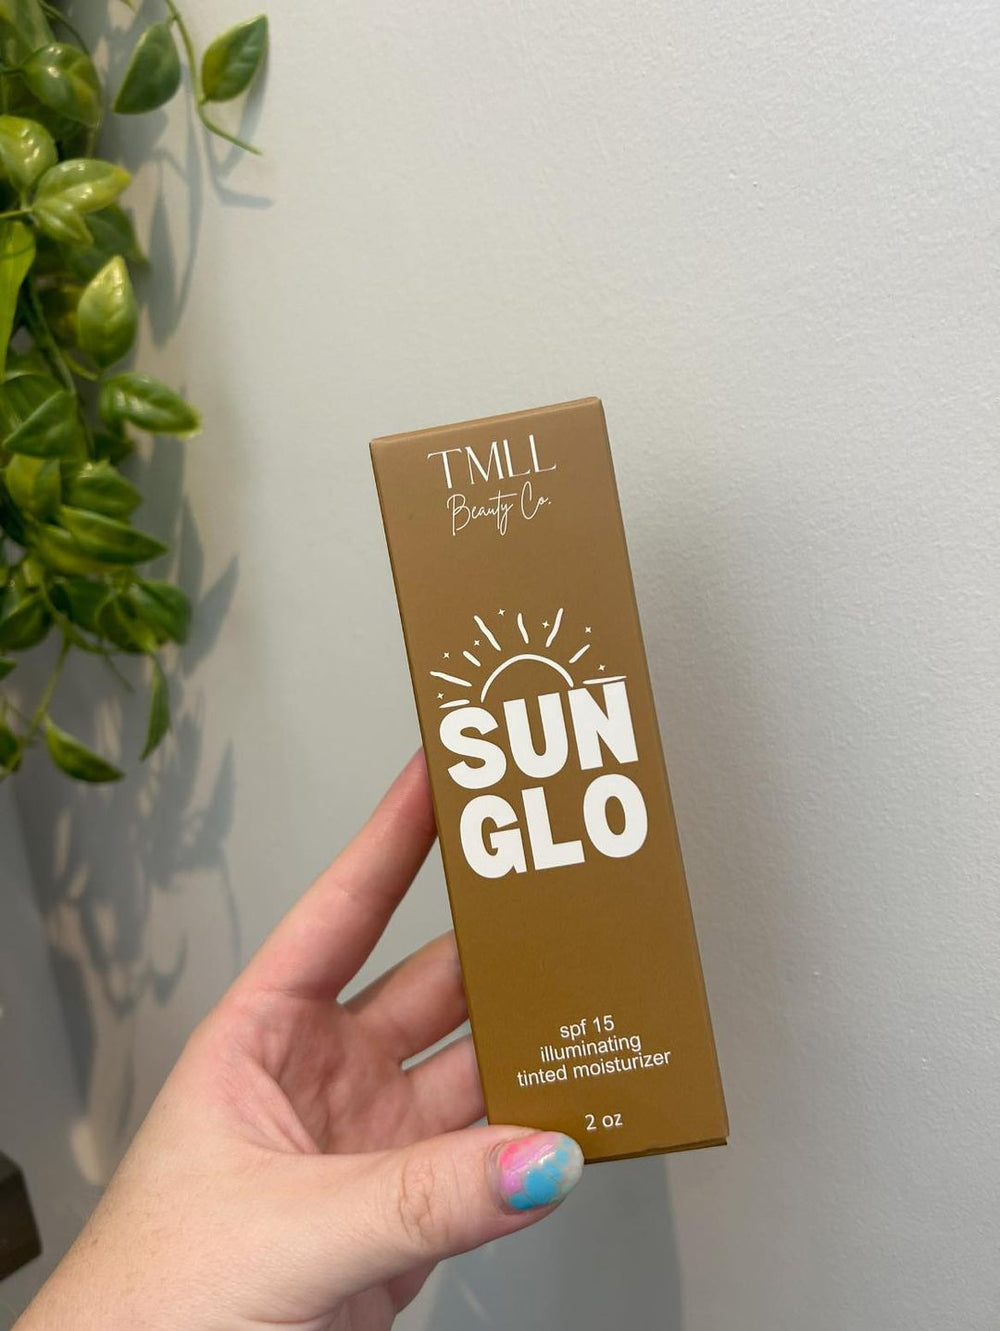 TMLL
Beauty Co.
SUN
GLO
spf 15
illuminating
tinted moisturizer
2 oz